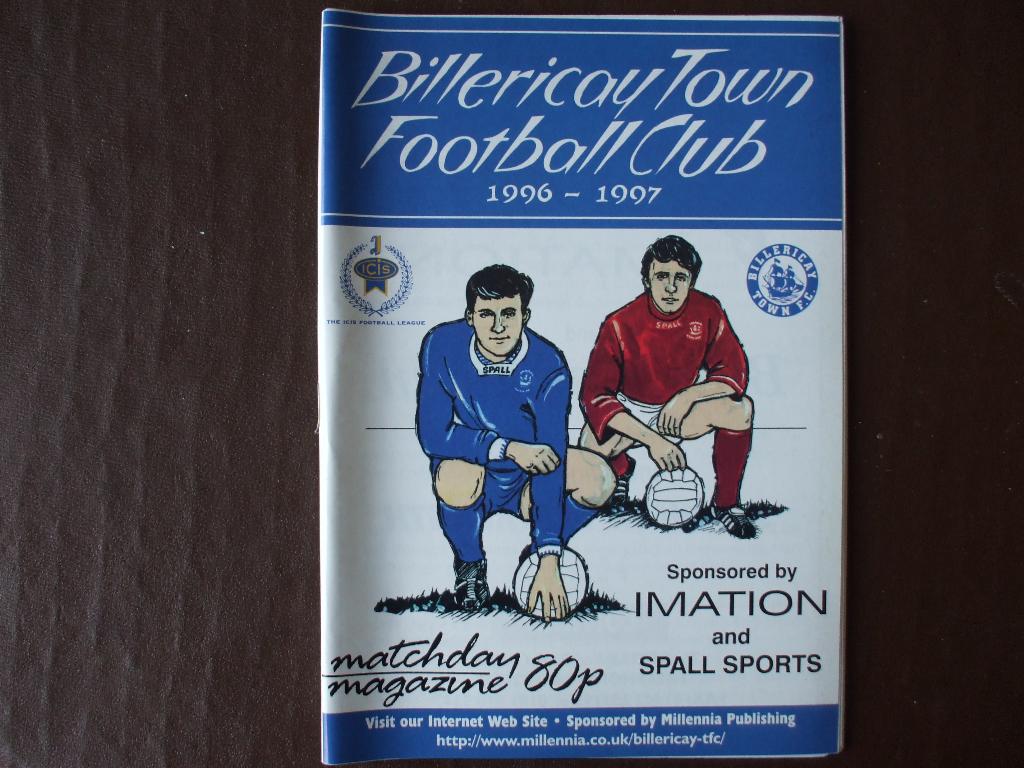 Billericay Town
Football Club
1996 - 1997
ICIS
THE ICIS FOOTBALL LEAGUE
BILLERICAY
TOWN F.C.
SPALL
SPALL
Sponsored by
IMATION
and
SPALL SPORTS
matchday
magazine 80p
Visit our Internet Web Site • Sponsored by Millennia Publishing
http://www.millennia.co.uk/billericay-tfc/